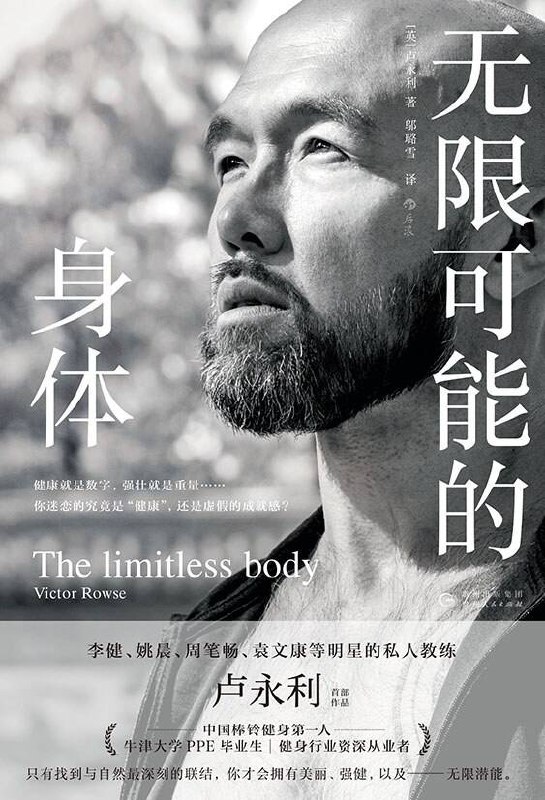 无限可能的
身体
[英]卢永利 著 邬璐雪 译
后浪
健康就是数字，强壮就是重量……
你迷恋的究竟是“健康”，还是虚假的成就感？
The limitless body
Victor Rowse
李健、姚晨、周笔畅、袁文康等明星的私人教练
卢永利 首部作品
中国棒铃健身第一人
牛津大学PPE毕业生｜健身行业资深从业者
只有找到与自然最深刻的联结，你才会拥有美丽、强健，以及——无限潜能。